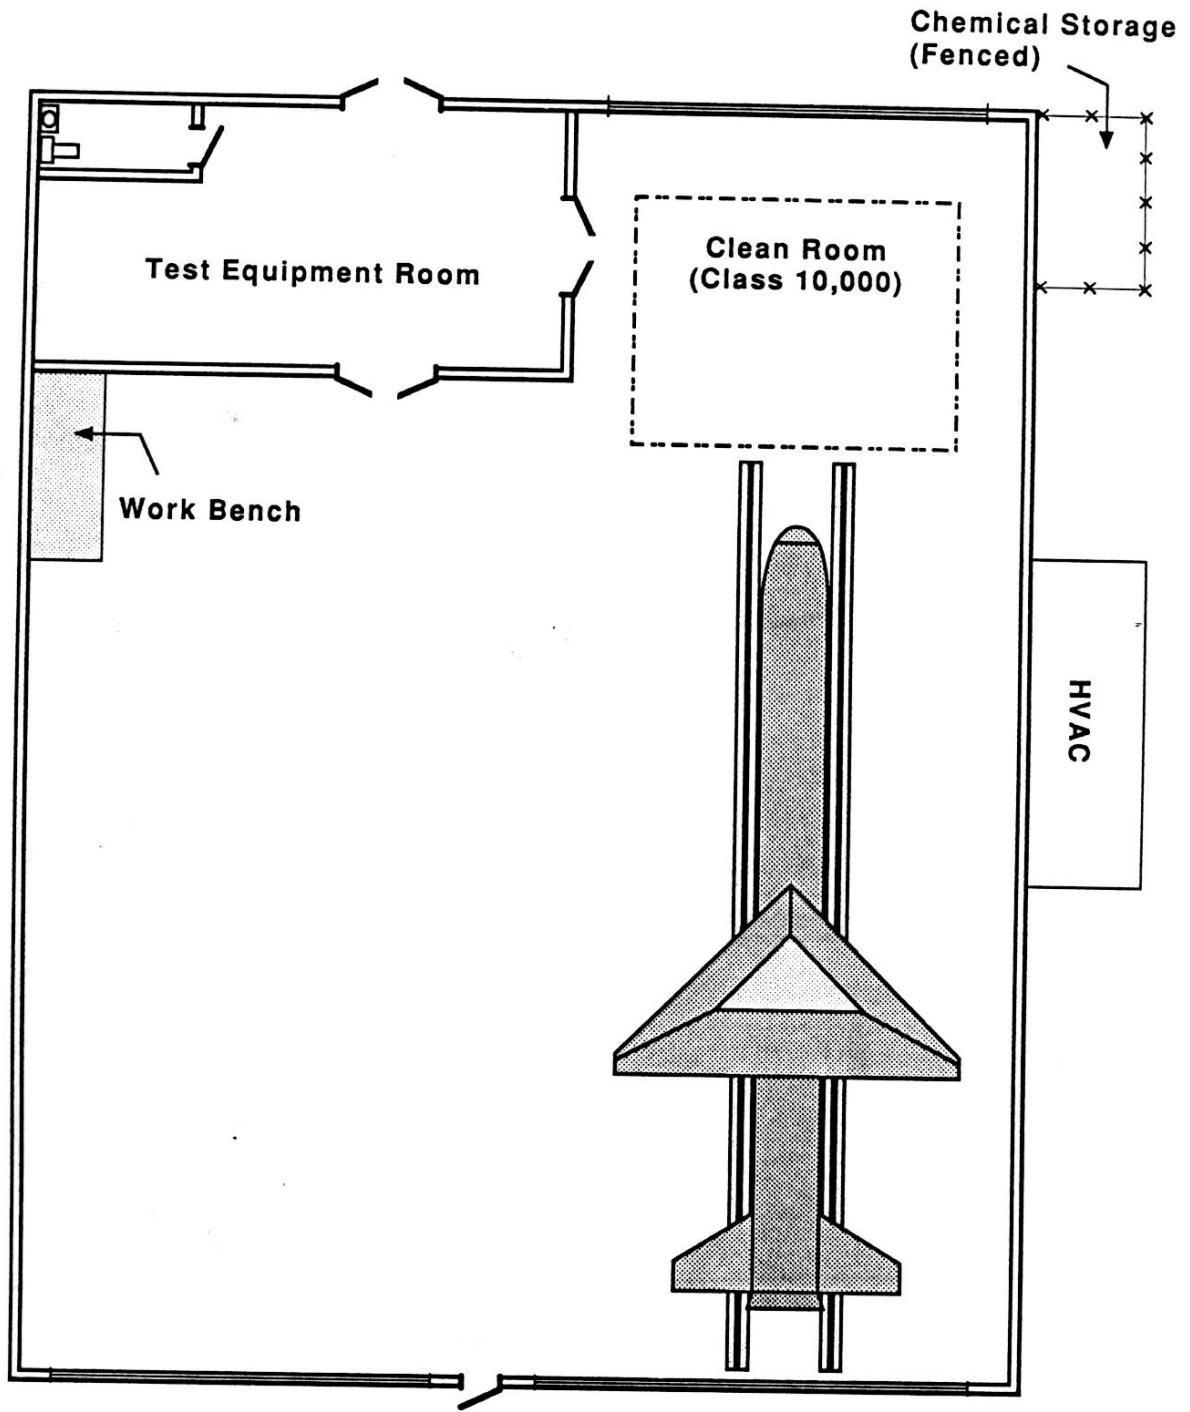 Chemical Storage
(Fenced)
Clean Room
(Class 10,000)
Test Equipment Room
Work Bench
HVAC